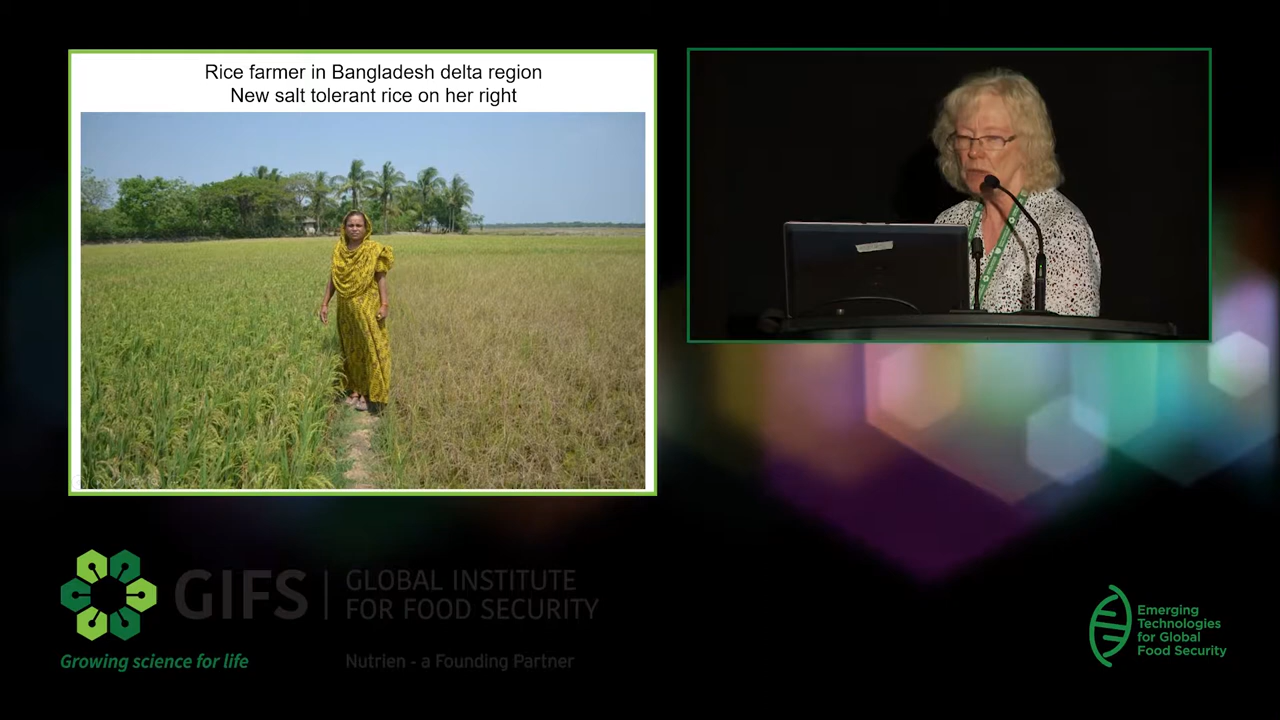 Rice farmer in Bangladesh delta region
New salt tolerant rice on her right
GIFS
GLOBAL INSTITUTE
FOR FOOD SECURITY
Growing science for life
Nutrien - a Founding Partner
Emerging
Technologies
for Global
Food Security